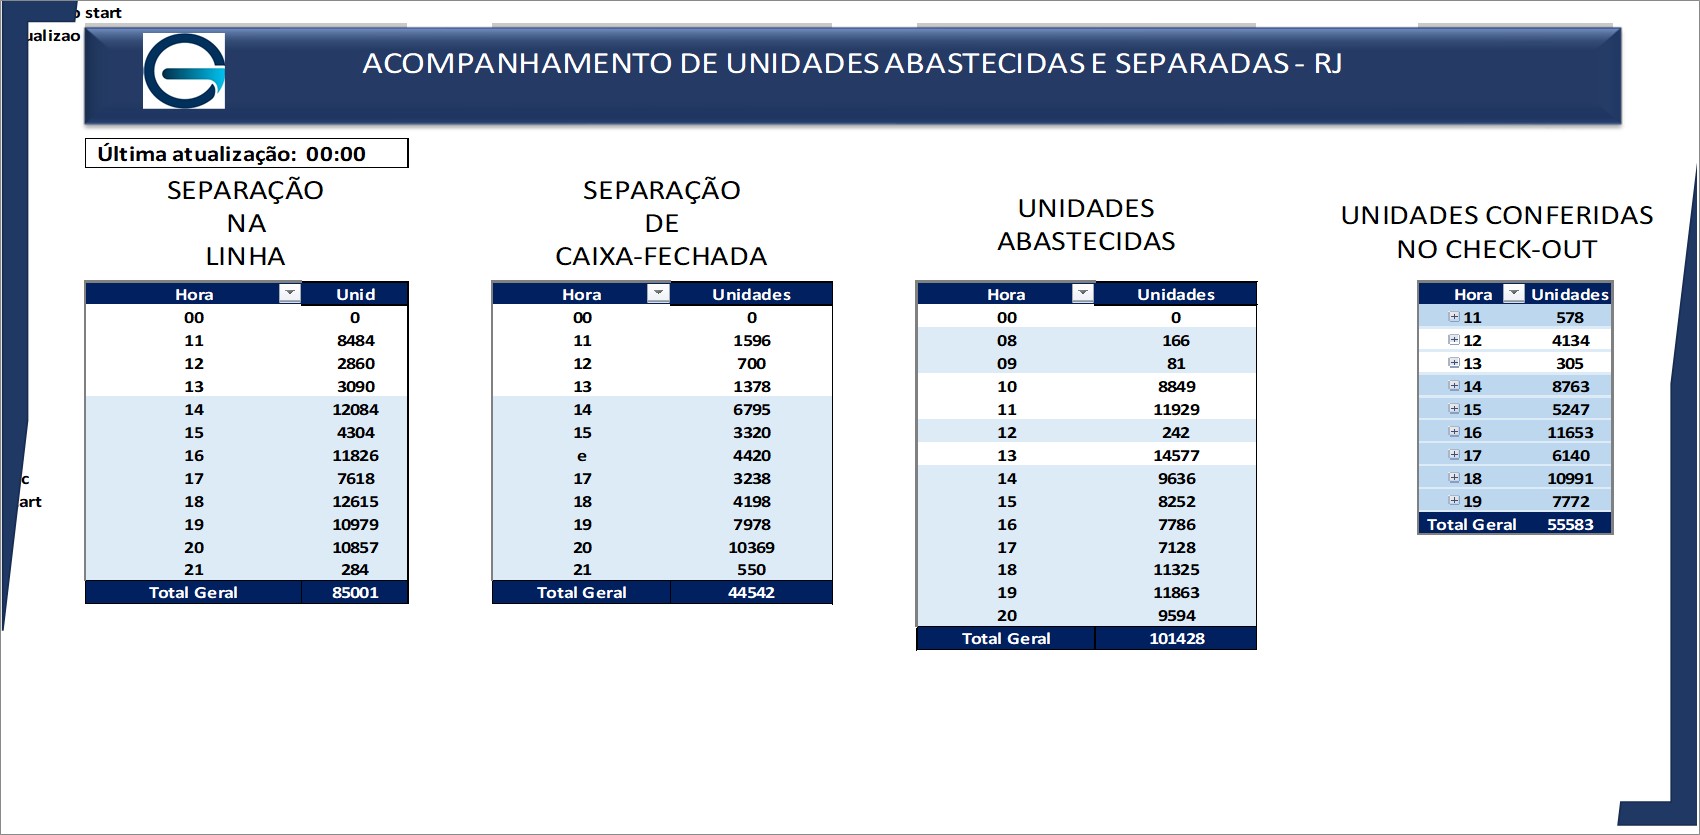 start
ualizao
ACOMPANHAMENTO DE UNIDADES ABASTECIDAS E SEPARADAS - RJ
Última atualização: 00:00
SEPARAÇÃO
NA
LINHA
Hora Unid
00 0
11 8484
12 2860
13 3090
14 12084
15 4304
16 11826
17 7618
18 12615
19 10979
20 10857
21 284
Total Geral 85001
SEPARAÇÃO
DE
CAIXA-FECHADA
Hora Unidades
00 0
11 1596
12 700
13 1378
14 6795
15 3320
e 4420
17 3238
18 4198
19 7978
20 10369
21 550
Total Geral 44542
UNIDADES
ABASTECIDAS
Hora Unidades
00 0
08 166
09 81
10 8849
11 11929
12 242
13 14577
14 9636
15 8252
16 7786
17 7128
18 11325
19 11863
20 9594
Total Geral 101428
UNIDADES CONFERIDAS
NO CHECK-OUT
Hora Unidades
11 578
12 4134
13 305
14 8763
15 5247
16 11653
17 6140
18 10991
19 7772
Total Geral 55583
c
art